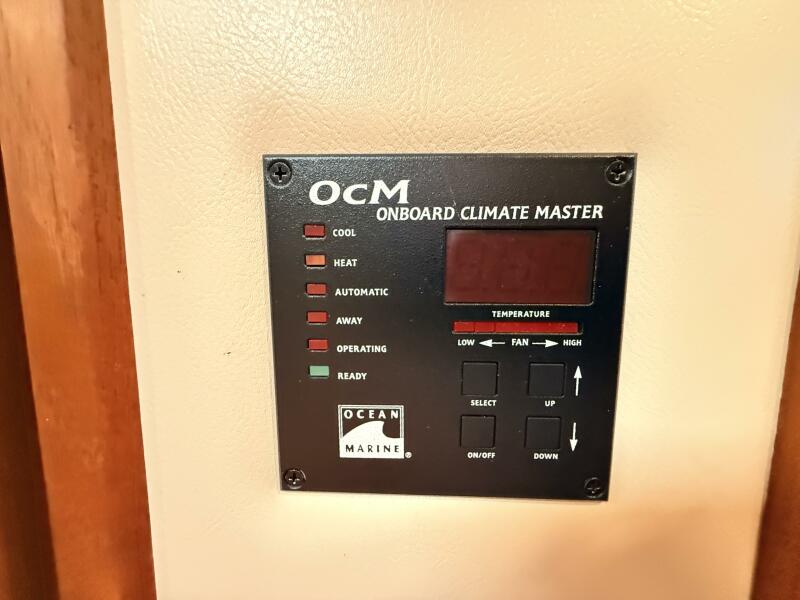 OCM
ONBOARD CLIMATE MASTER
COOL
HEAT
AUTOMATIC
AWAY
OPERATING
READY
TEMPERATURE
LOW FAN HIGH
SELECT UP
ON/OFF DOWN
OCEAN
MARINE ®